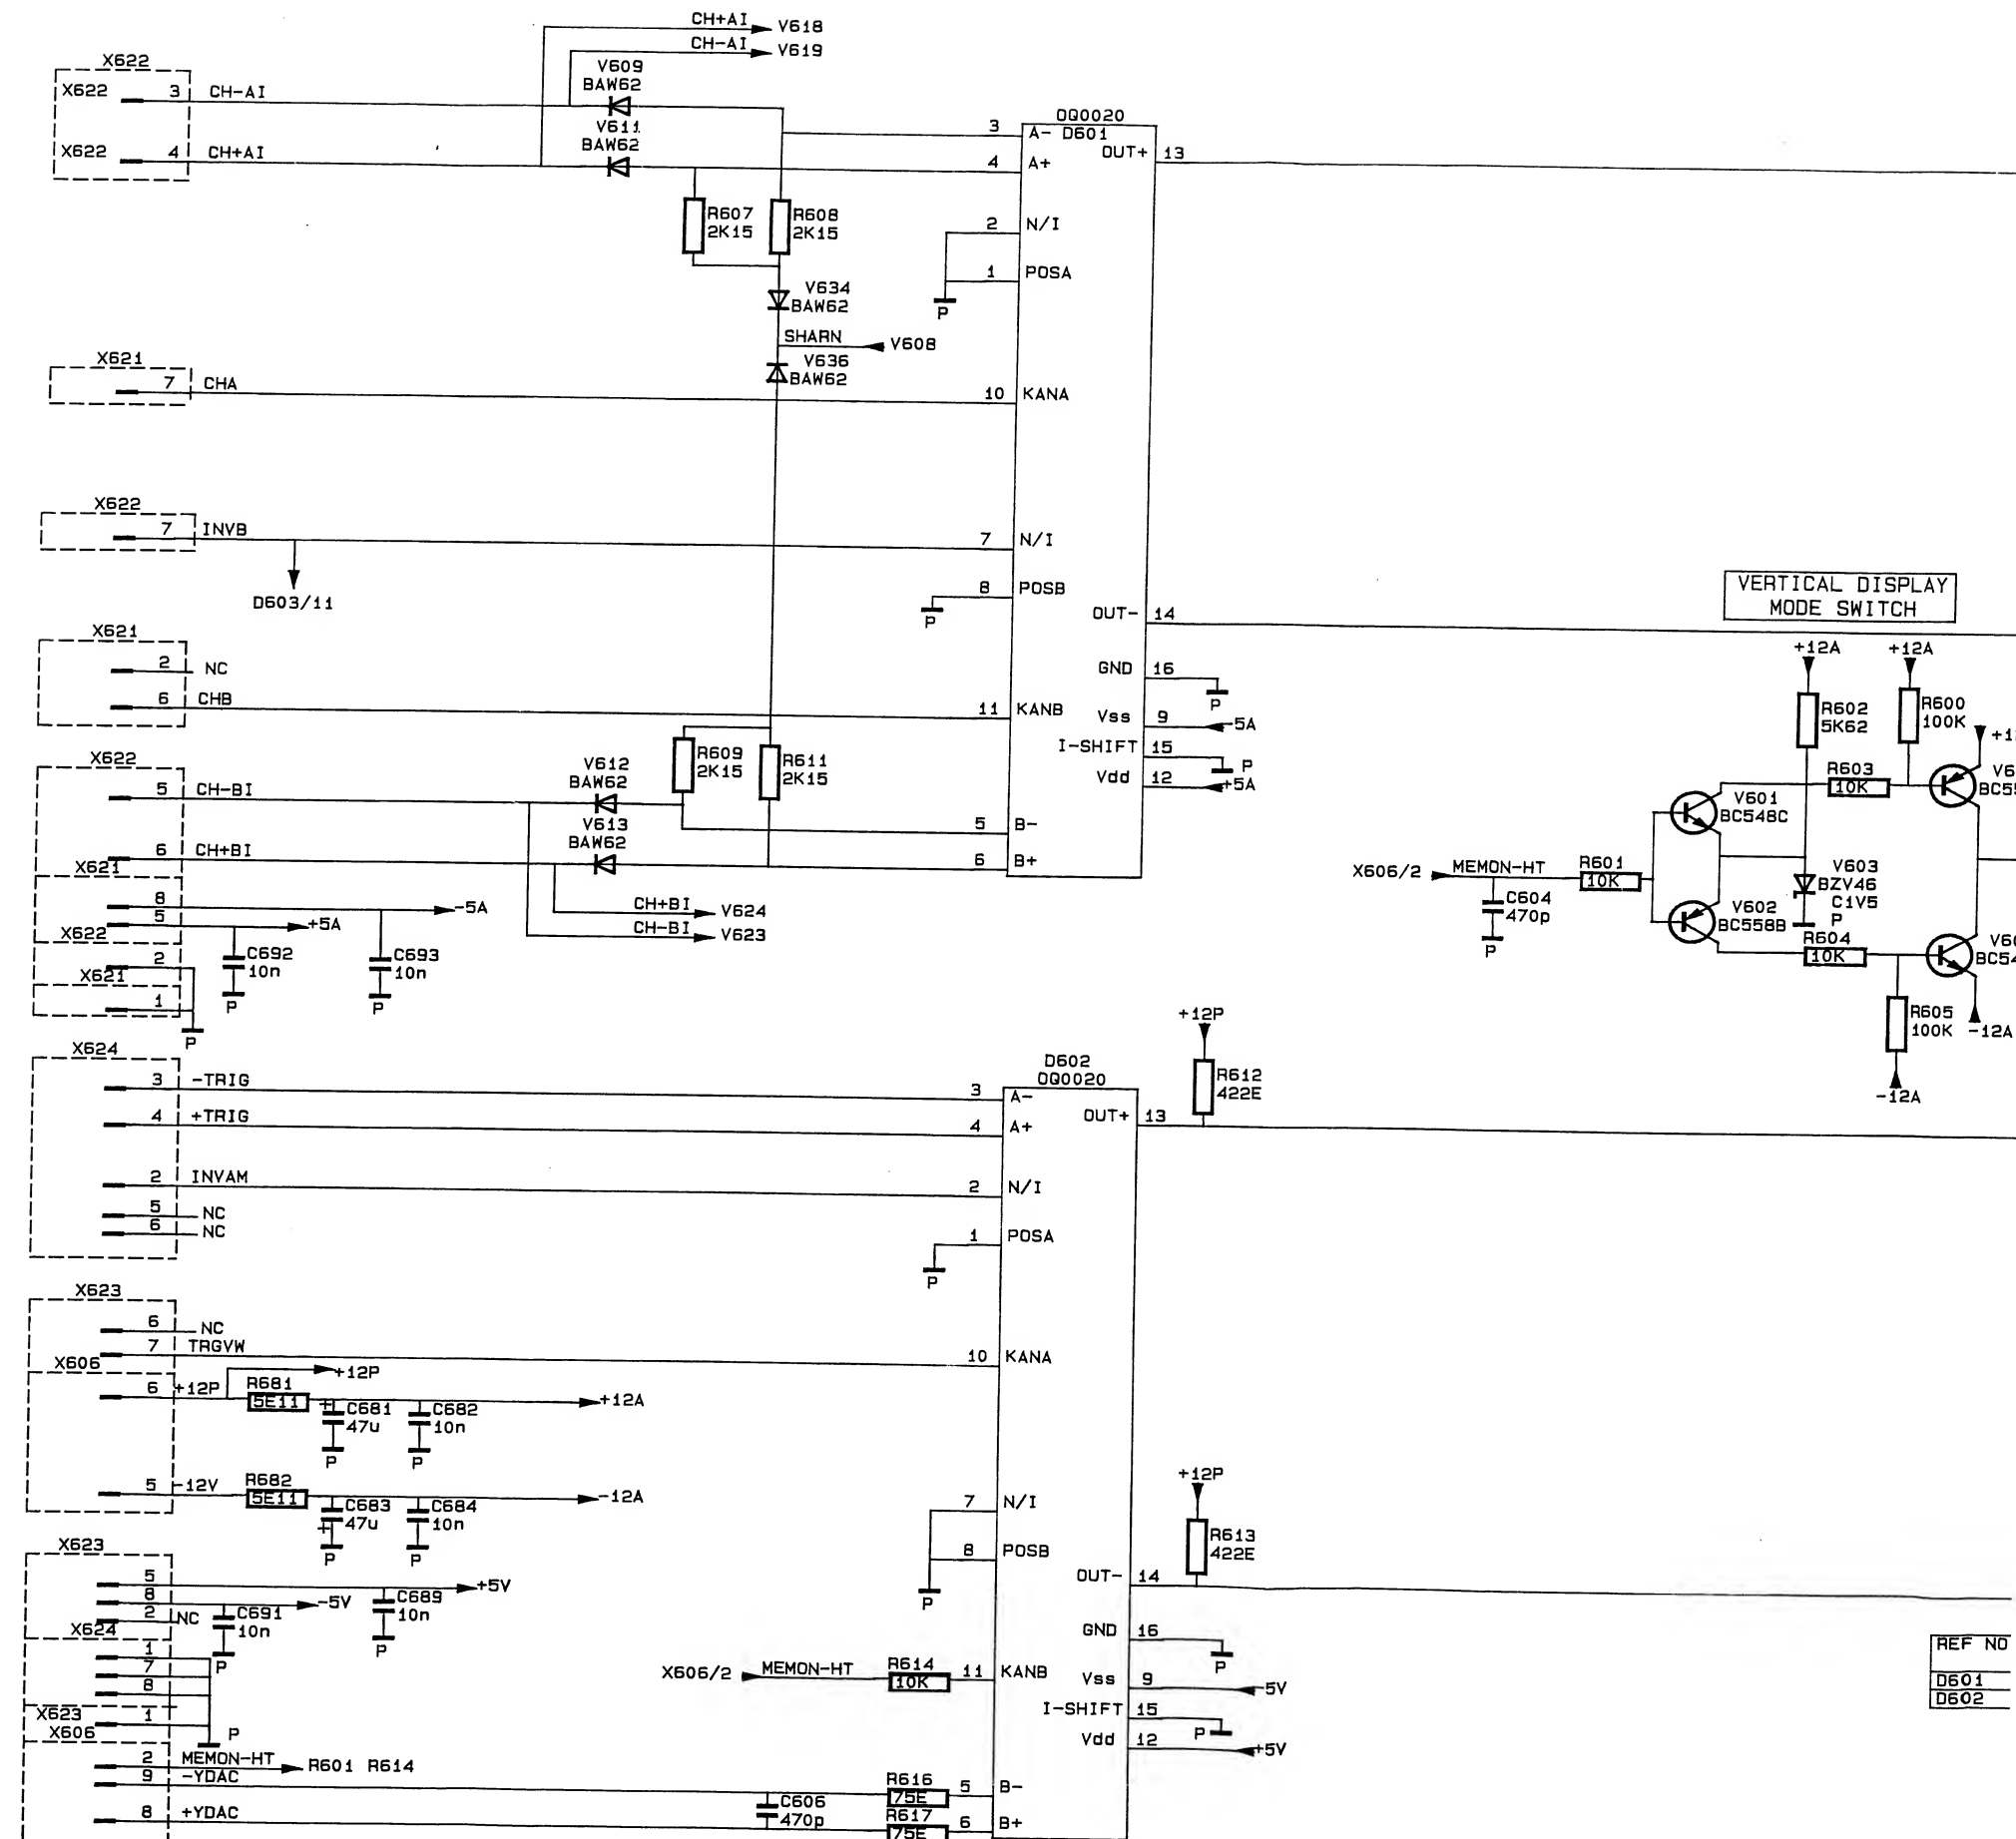 CH+AI V618
CH-AI V619
X622
X622 3 CH-AI
V609
BAW62
X622 4 CH+AI
V611
BAW62
DQ0020
D601
3 A-
4 A+
OUT+ 13
R607
2K15
R608
2K15
2 N/I
1 POSA
P
V634
BAW62
SHARN V608
V636
BAW62
X621
7 CHA
10 KANA
X622
7 INVB
D603/11
7 N/I
8 POSB
P
OUT- 14
VERTICAL DISPLAY
MODE SWITCH
X621
2 NC
6 CHB
11 KANB
GND 16
P
Vss 9 -5A
I-SHIFT 15 P
Vdd 12 +5A
+12A +12A
R602
5K62
R600
100K
R603
10K
V601
BC548C
X622
5 CH-BI
V612
BAW62
R609
2K15
R611
2K15
5 B-
6 CH+BI
V613
BAW62
6 B+
X621
8 -5A
5 +5A
CH+BI V624
CH-BI V623
X622
2
X621
1
P
C692
10n
P
C693
10n
P
X606/2 MEMON-HT R601
10K
C604
470p
P
V603
BZV46
C1V5
P
V602
BC558B
R604
10K
R605
100K
-12A
-12A
X624
3 -TRIG
4 +TRIG
2 INVAM
5 NC
6 NC
D602
DQ0020
3 A-
4 A+
OUT+ 13
+12P
R612
422E
2 N/I
1 POSA
P
X623
6 NC
7 TRGVW
10 KANA
X606
6 +12P
+12P
R681
5E11
+12A
+
C681
47u
P
C682
10n
P
5 -12V
R682
5E11
-12A
C683
47u
+
P
C684
10n
P
7 N/I
8 POSB
P
+12P
R613
422E
OUT- 14
X623
5 +5V
8 -5V
2 NC
C691
10n
P
C689
10n
P
X624
1
7
8
X623
1
P
X606
2 MEMON-HT R601 R614
9 -YDAC
8 +YDAC
X606/2 MEMON-HT R614
10K
11 KANB
GND 16
P
Vss 9 -5V
I-SHIFT 15
P
Vdd 12 +5V
C606
470p
R616
75E
5 B-
R617
75E
6 B+
REF NO
D601
D602